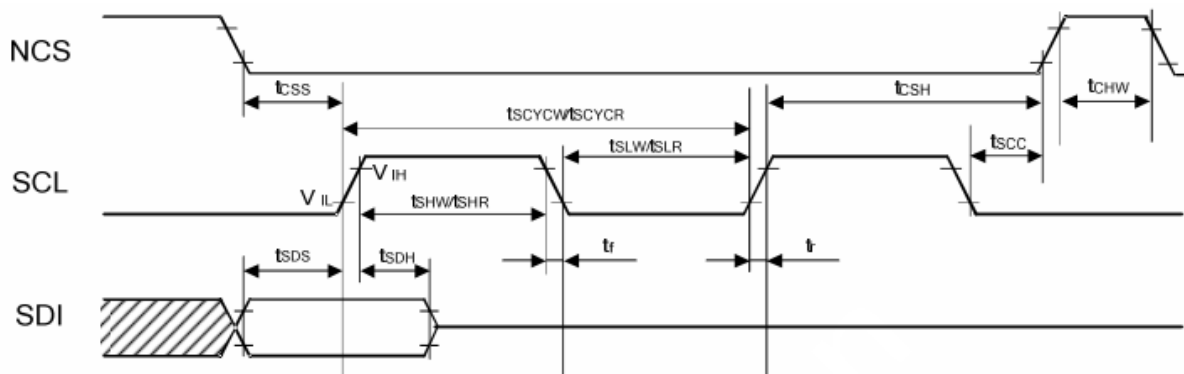 NCS
tCSS
tCSH
tCHW
tSCYCW/tSCYCR
tSLW/tSLR
tSCC
SCL
VIH
VIL
tSHW/tSHR
tSDS
tSDH
tf
tr
SDI